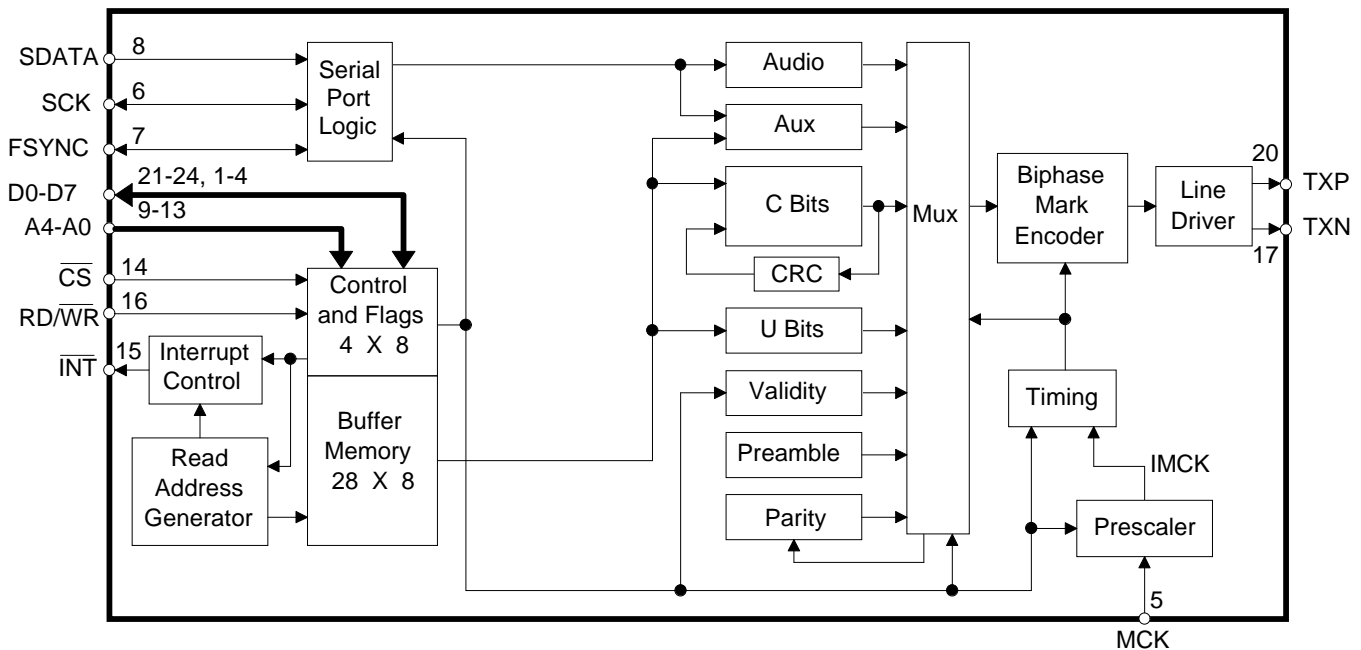 SDATA
8
SCK
6
FSYNC
7
D0-D7
21-24, 1-4
A4-A0
9-13
CS
14
RD/WR
16
INT
15
Serial
Port
Logic
Control
and Flags
4 X 8
Interrupt
Control
Buffer
Memory
28 X 8
Read
Address
Generator
Audio
Aux
C Bits
CRC
U Bits
Validity
Preamble
Parity
Mux
Biphase
Mark
Encoder
Line
Driver
20
TXP
TXN
17
Timing
IMCK
Prescaler
5
MCK